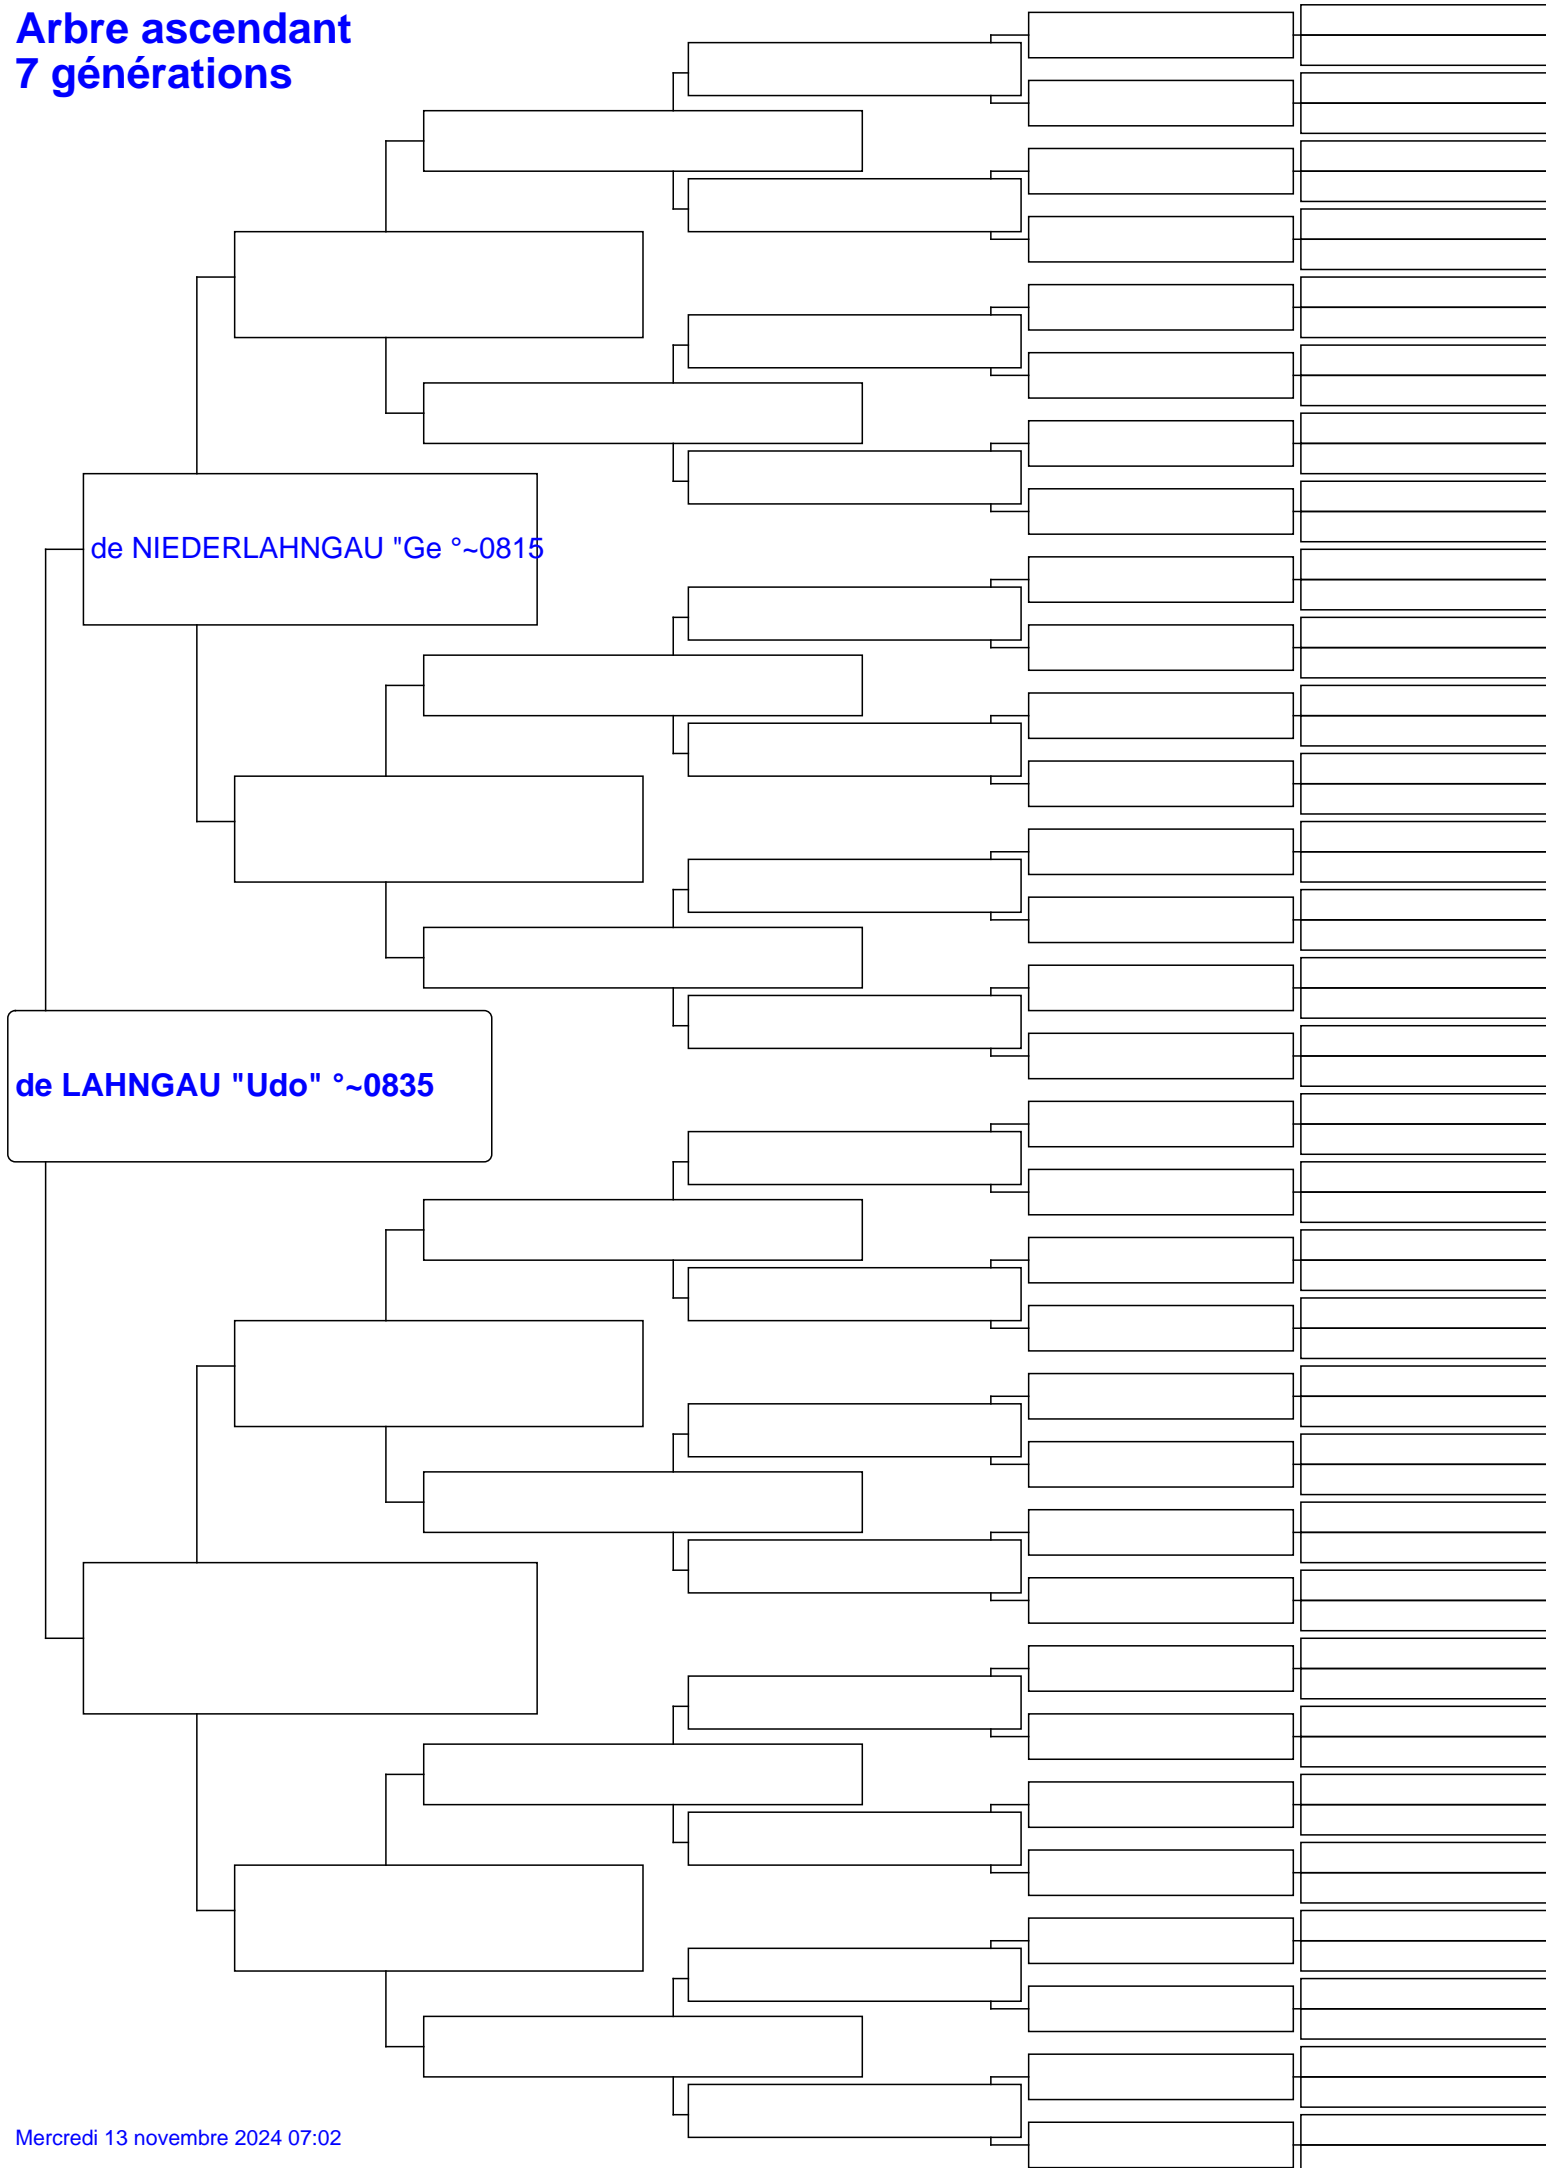 Arbre ascendant
7 générations
de NIEDERLAHNGAU "Ge °~0815
de LAHNGAU "Udo" °~0835
Mercredi 13 novembre 2024 07:02